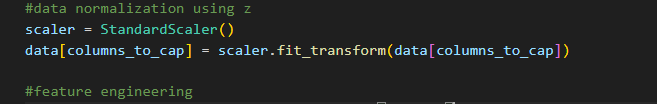 #data normalization using z
scaler = StandardScaler()
data[columns_to_cap] = scaler.fit_transform(data[columns_to_cap])
#feature engineering